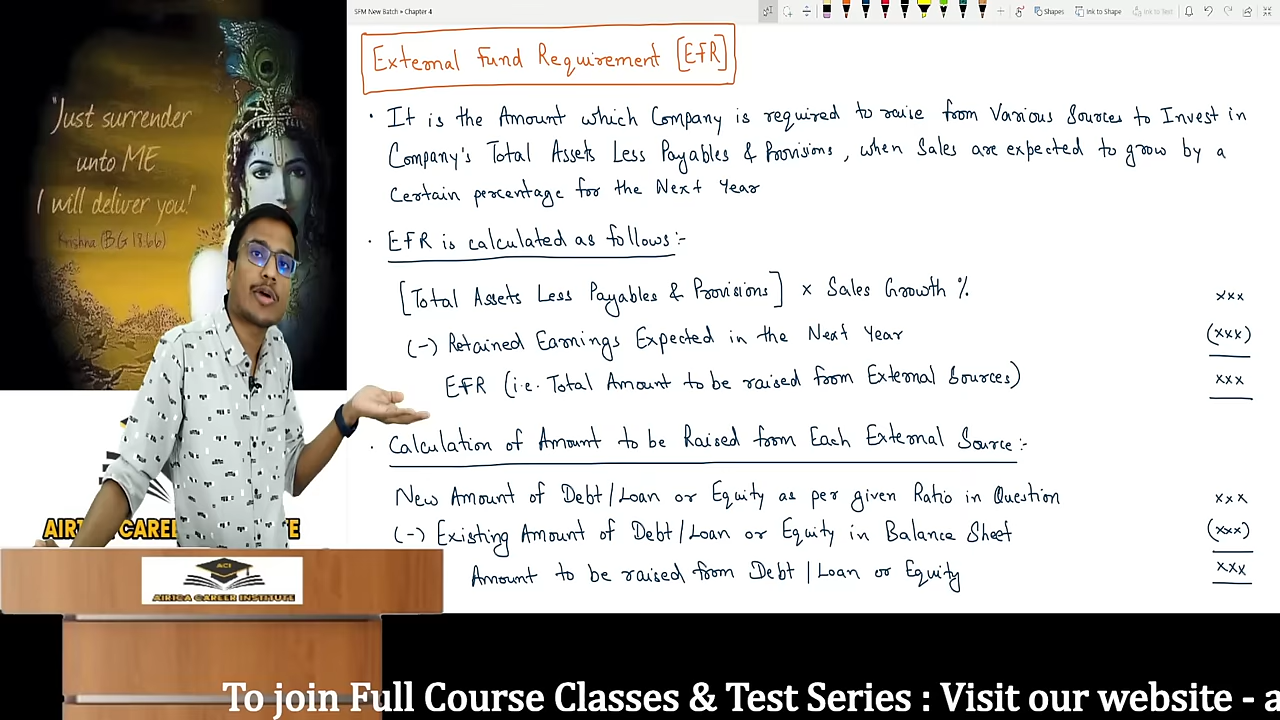 SFM New Batch » Chapter 4
Shapes
Ink to Shape
Ink to Text
"Just surrender
unto ME
I will deliver you!"
Krishna (B.G 18:66)
External Fund Requirement [EFR]
• It is the Amount which Company is required to raise from Various Sources to Invest in
Company's Total Assets Less Payables & Provisions, when Sales are expected to grow by a
Certain percentage for the Next Year
• EFR is calculated as follows:-
[Total Assets Less Payables & Provisions] x Sales Growth % xxx
(-) Retained Earnings Expected in the Next Year (xxx)
EFR (i.e. Total Amount to be raised from External Sources) xxx
• Calculation of Amount to be Raised from Each External Source:-
New Amount of Debt/Loan or Equity as per given Ratio in Question xxx
(-) Existing Amount of Debt/Loan or Equity in Balance Sheet (xxx)
Amount to be raised from Debt/Loan or Equity xxx
ACI
AIRTICA CAREER INSTITUTE
To join Full Course Classes & Test Series : Visit our website - a